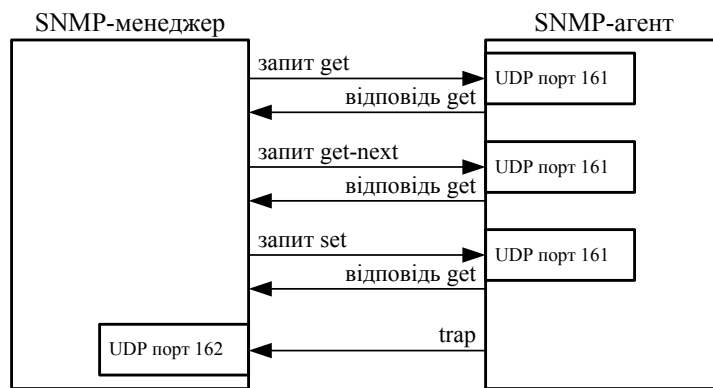 SNMP-менеджер
SNMP-агент
запит get
UDP порт 161
відповідь get
запит get-next
UDP порт 161
відповідь get
запит set
UDP порт 161
відповідь get
UDP порт 162
trap